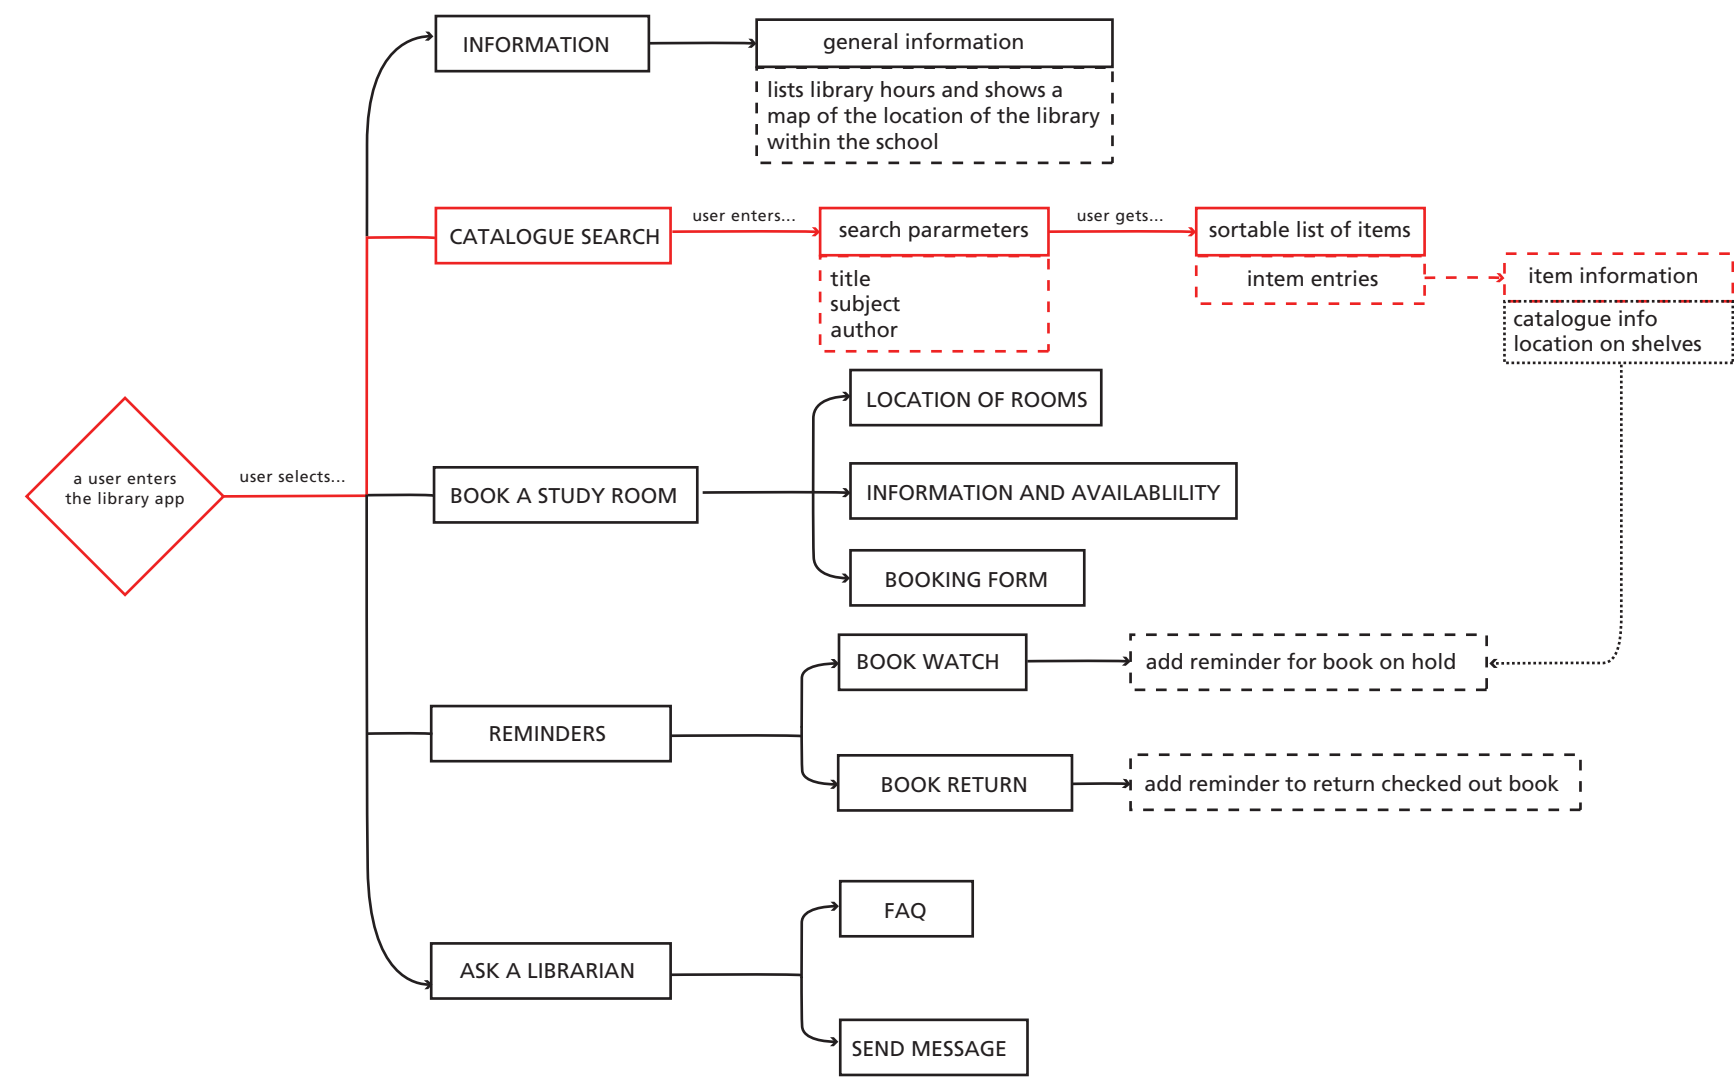 INFORMATION
general information
lists library hours and shows a
map of the location of the library
within the school
CATALOGUE SEARCH
user enters...
search pararmeters
title
subject
author
user gets...
sortable list of items
intem entries
item information
catalogue info
location on shelves
a user enters
the library app
user selects...
BOOK A STUDY ROOM
LOCATION OF ROOMS
INFORMATION AND AVAILABLILITY
BOOKING FORM
REMINDERS
BOOK WATCH
add reminder for book on hold
BOOK RETURN
add reminder to return checked out book
ASK A LIBRARIAN
FAQ
SEND MESSAGE